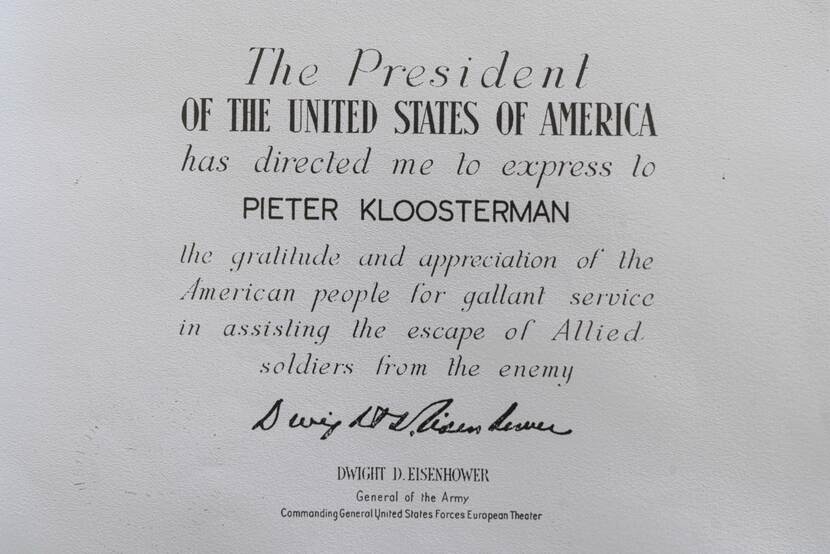 The President
OF THE UNITED STATES OF AMERICA
has directed me to express to
PIETER KLOOSTERMAN
the gratitude and appreciation of the
American people for gallant service
in assisting the escape of Allied
soldiers from the enemy
Dwight D. Eisenhower
DWIGHT D. EISENHOWER
General of the Army
Commanding General United States Forces European Theater